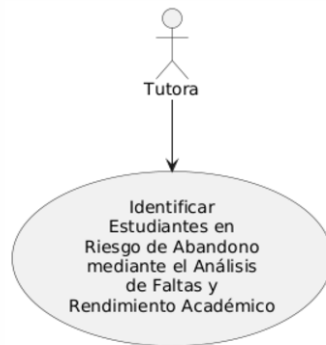 Tutora
Identificar
Estudiantes en
Riesgo de Abandono
mediante el Análisis
de Faltas y
Rendimiento Académico